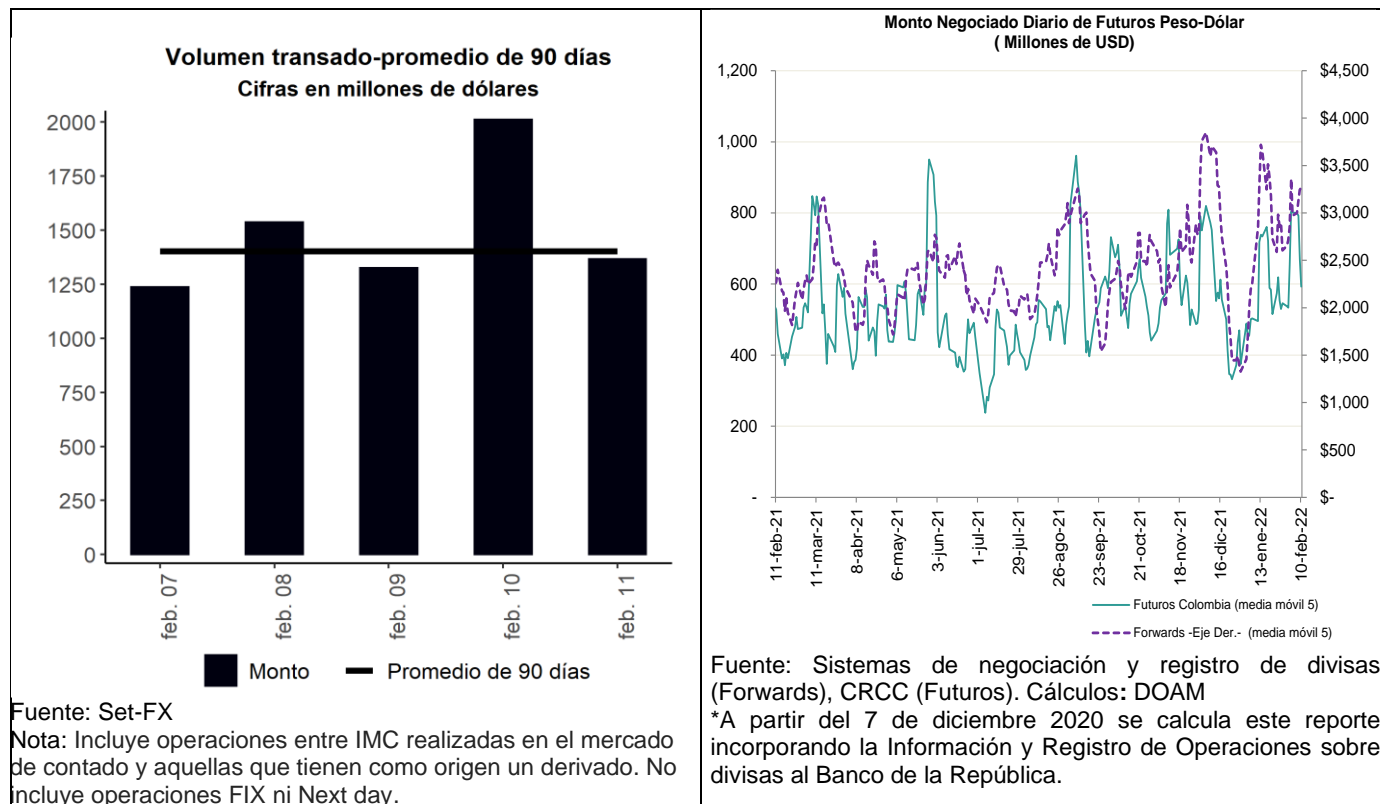 Volumen transado-promedio de 90 días
Cifras en millones de dólares
2000
1750
1500
1250
1000
750
500
250
0
feb. 07
feb. 08
feb. 09
feb. 10
feb. 11
Monto
Promedio de 90 días
Fuente: Set-FX
Nota: Incluye operaciones entre IMC realizadas en el mercado
de contado y aquellas que tienen como origen un derivado. No
incluye operaciones FIX ni Next day.
Monto Negociado Diario de Futuros Peso-Dólar
( Millones de USD)
1,200
1,000
800
600
400
200
-
$4,500
$4,000
$3,500
$3,000
$2,500
$2,000
$1,500
$1,000
$500
$-
11-feb-21
11-mar-21
8-abr-21
6-may-21
3-jun-21
1-jul-21
29-jul-21
26-ago-21
23-sep-21
21-oct-21
18-nov-21
16-dic-21
13-ene-22
10-feb-22
Futuros Colombia (media móvil 5)
Forwards -Eje Der.- (media móvil 5)
Fuente: Sistemas de negociación y registro de divisas
(Forwards), CRCC (Futuros). Cálculos: DOAM
*A partir del 7 de diciembre 2020 se calcula este reporte
incorporando la Información y Registro de Operaciones sobre
divisas al Banco de la República.